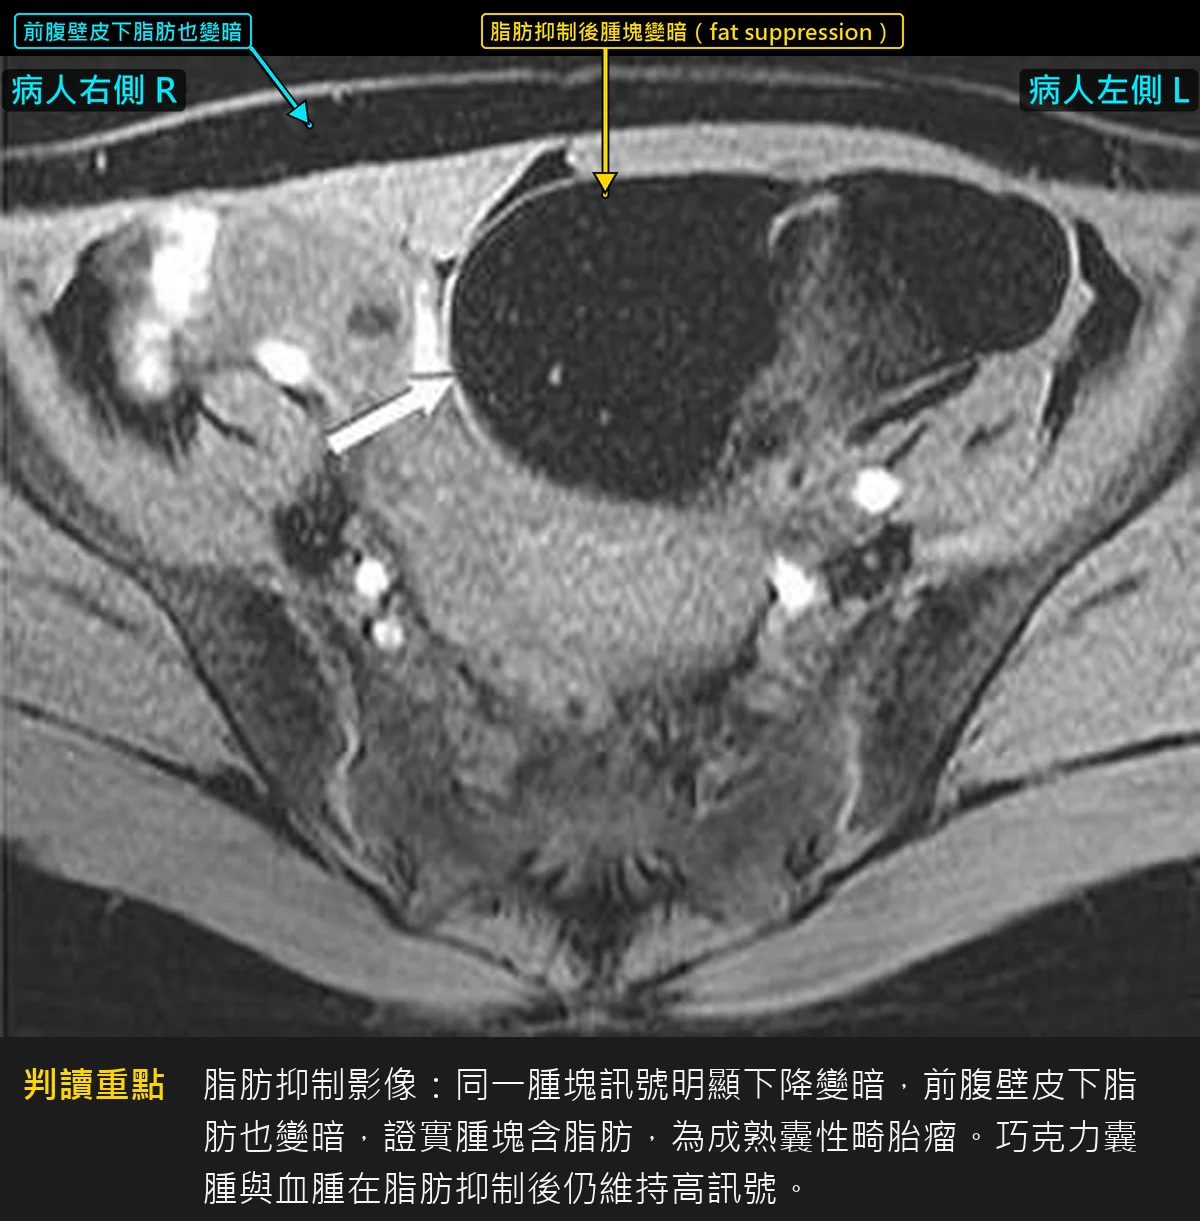 前腹壁皮下脂肪也變暗
脂肪抑制後腫塊變暗（fat suppression）
病人右側 R
病人左側 L
判讀重點
脂肪抑制影像：同一腫塊訊號明顯下降變暗，前腹壁皮下脂
肪也變暗，證實腫塊含脂肪，為成熟囊性畸胎瘤。巧克力囊
腫與血腫在脂肪抑制後仍維持高訊號。